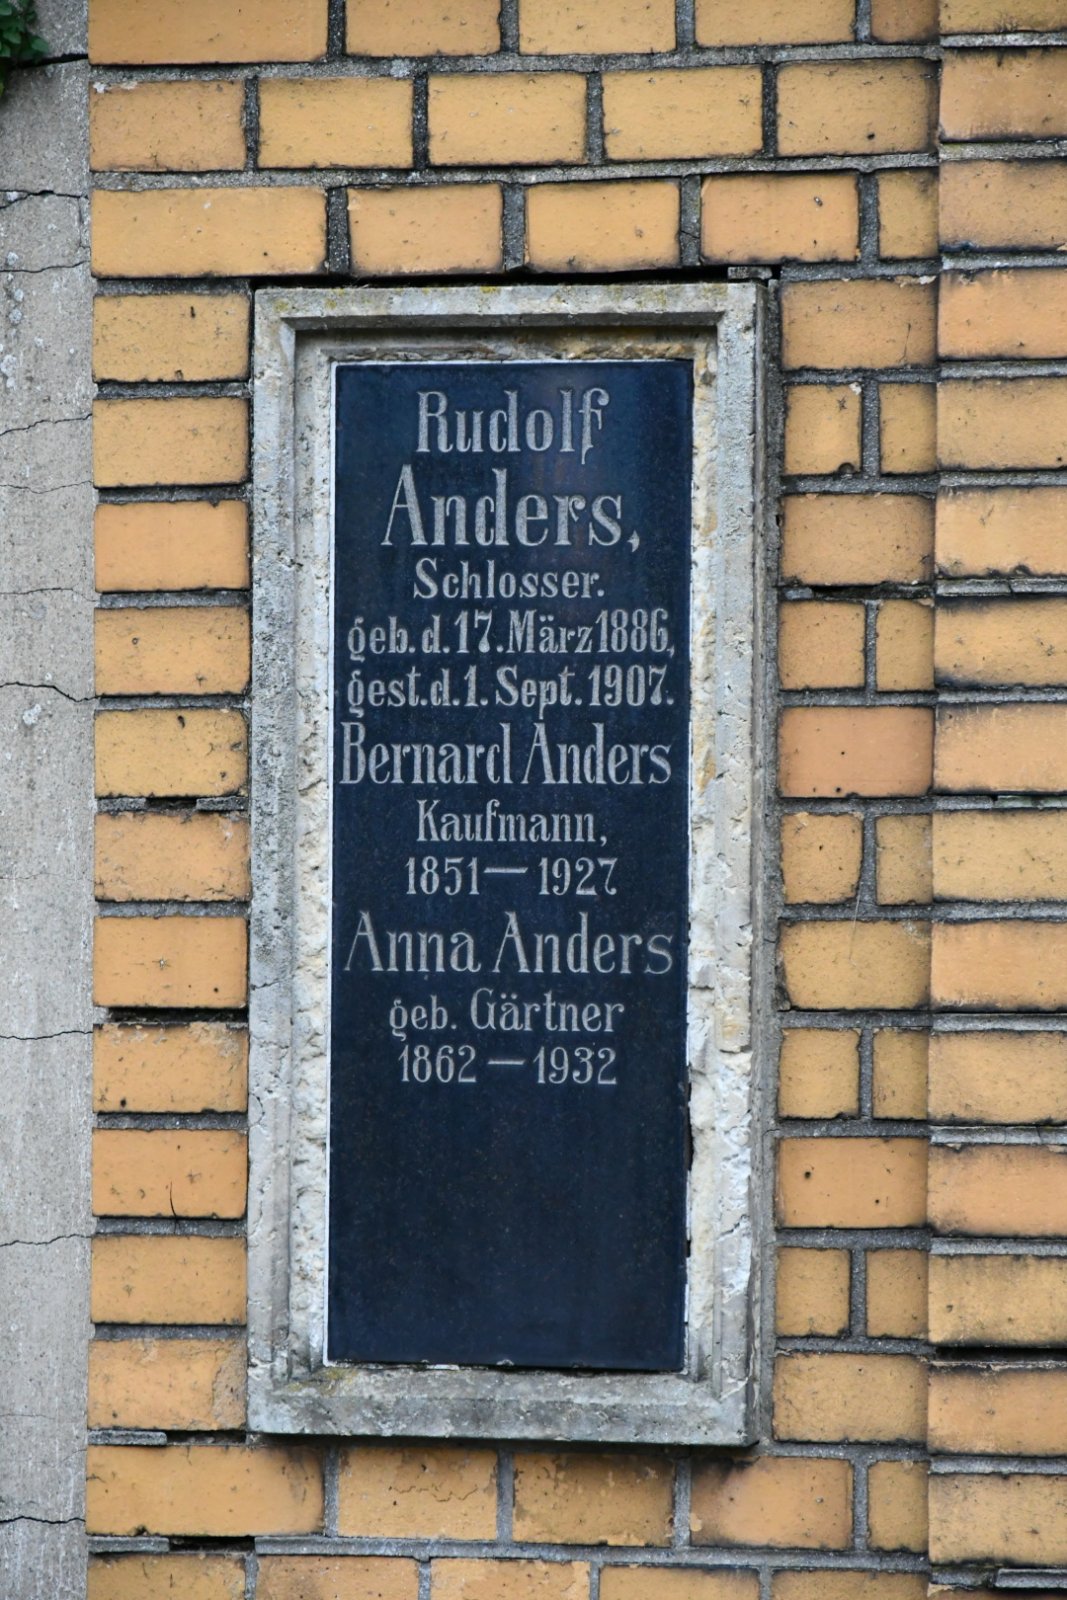 Rudolf
Anders,
Schlosser.
geb. d. 17. März 1886,
gest. d. 1. Sept. 1907.
Bernard Anders
Kaufmann,
1851 — 1927
Anna Anders
geb. Gärtner
1862 — 1932